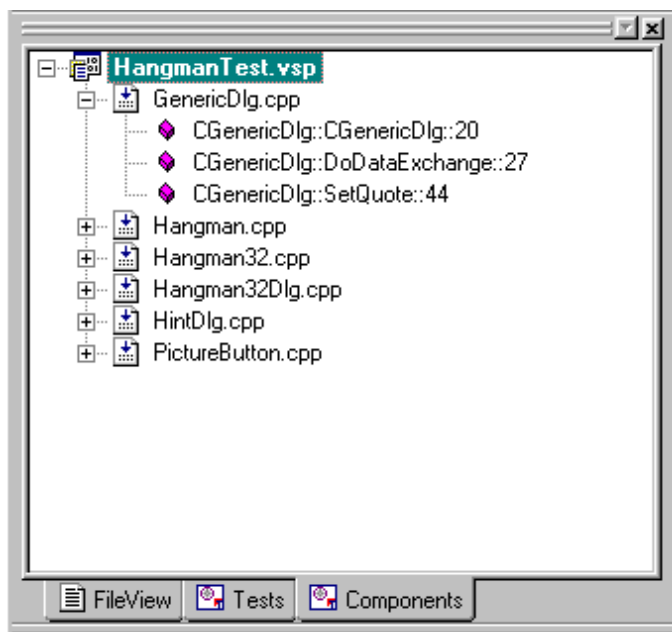 HangmanTest.vsp
GenericDlg.cpp
CGenericDlg::CGenericDlg::20
CGenericDlg::DoDataExchange::27
CGenericDlg::SetQuote::44
Hangman.cpp
Hangman32.cpp
Hangman32Dlg.cpp
HintDlg.cpp
PictureButton.cpp
FileView Tests Components